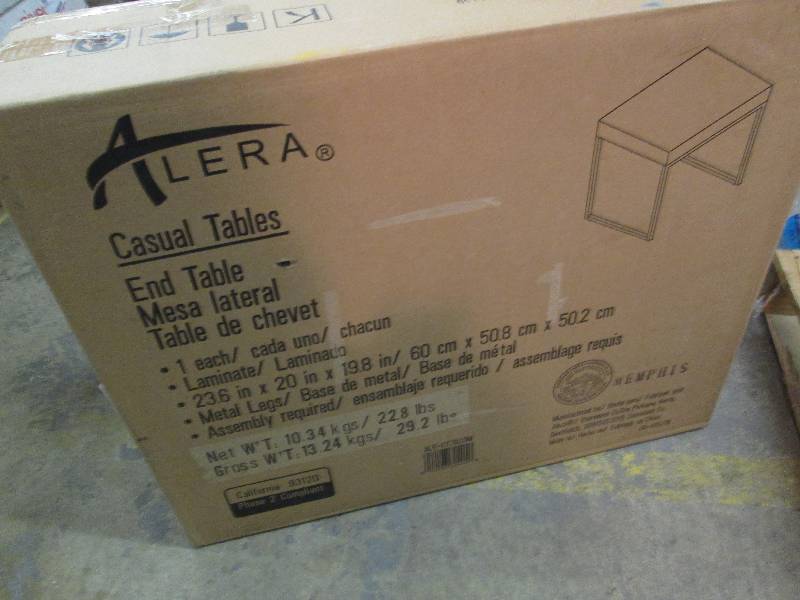 ALERA®
Casual Tables
End Table
Mesa lateral
Table de chevet
• 1 each/ cada uno/ chacun
• Laminate/ Laminado
• 23.6 in x 20 in x 19.8 in/ 60 cm x 50.8 cm x 50.2 cm
• Metal Legs/ Base de metal/ Base de métal
• Assembly required/ ensamblaje requerido / assemblage requis
Net W'T: 10.34 kgs/ 22.8 lbs
Gross W'T: 13.24 kgs/ 29.2 lbs
MEMPHIS
California 93120
Phase 2 Compliant